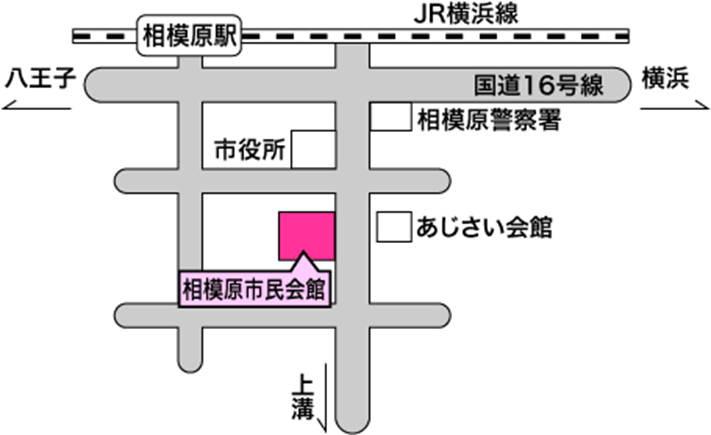 JR横浜線
相模原駅
八王子
国道16号線
横浜
相模原警察署
市役所
あじさい会館
相模原市民会館
上溝